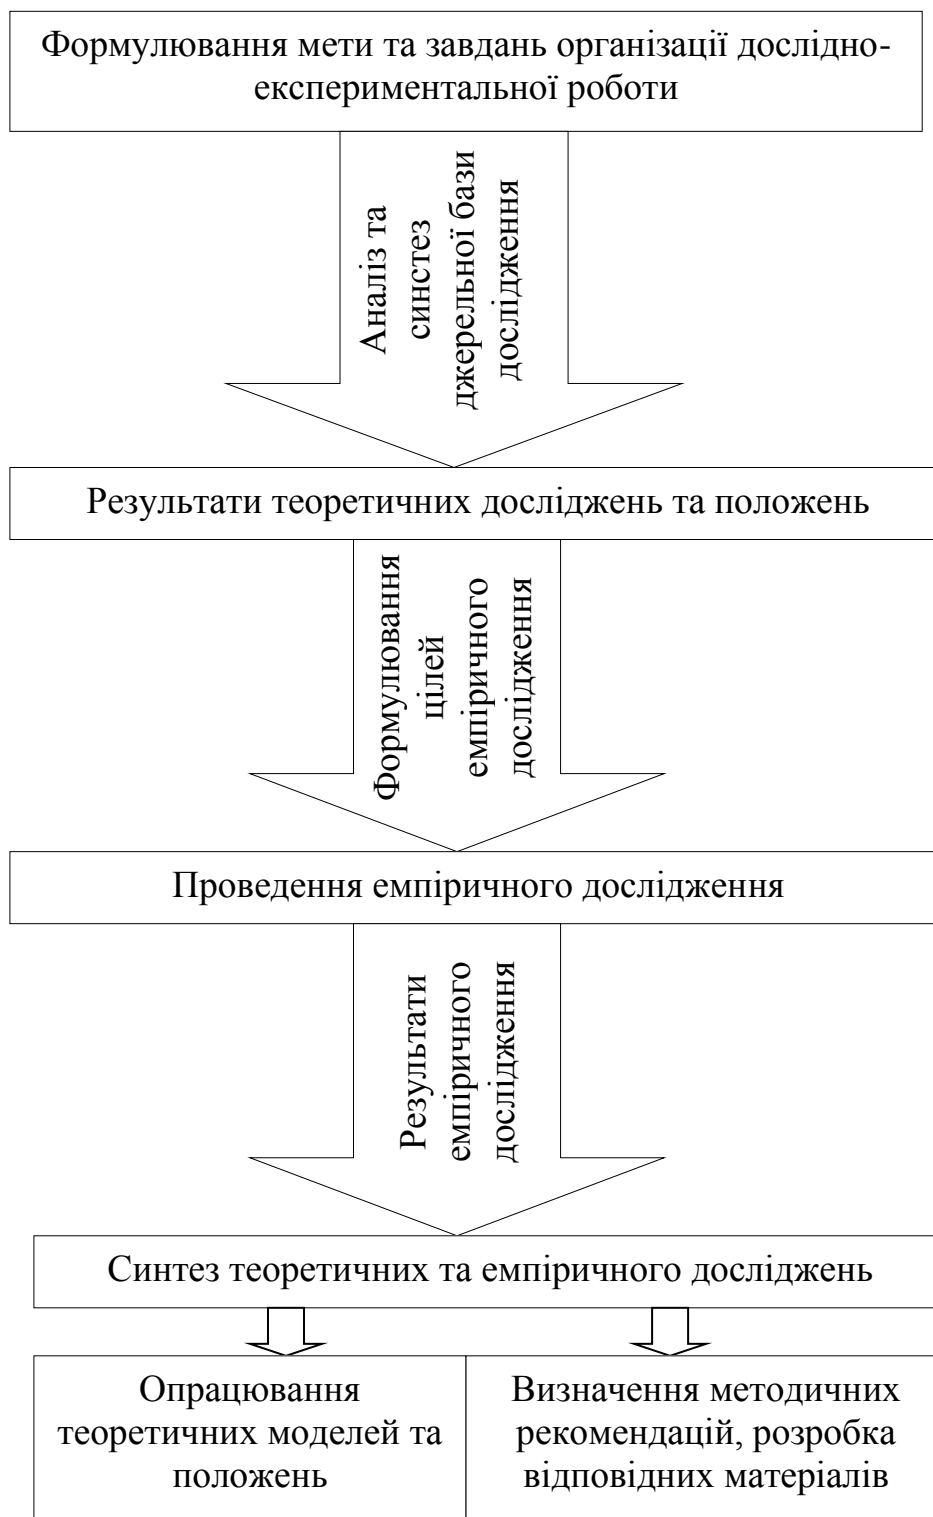 Формулювання мети та завдань організації дослідно-
експериментальної роботи
Аналіз та
синстез
джерельної бази
дослідження
Результати теоретичних досліджень та положень
Формулювання
цілей
емпіричного
дослідження
Проведення емпіричного дослідження
Результати
емпіричного
дослідження
Синтез теоретичних та емпіричного досліджень
Опрацювання
теоретичних моделей та
положень
Визначення методичних
рекомендацій, розробка
відповідних матеріалів